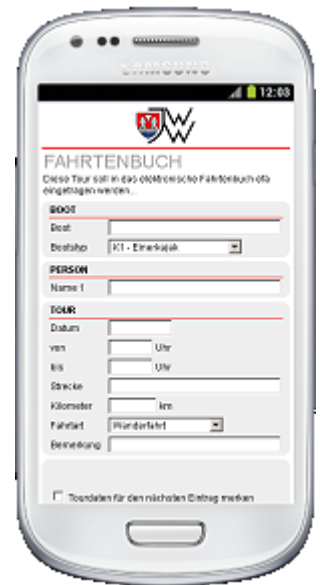 SAMSUNG
12:03
JWW
FAHRTENBUCH
Diese Tour soll in das elektronische Fahrtenbuch efa
eingetragen werden...
BOOT
Boot
Bootstyp K1 - Einerkajak
PERSON
Name 1
TOUR
Datum
von Uhr
bis Uhr
Strecke
Kilometer km
Fahrtart Wanderfahrt
Bemerkung
Tourdaten für den nächsten Eintrag merken